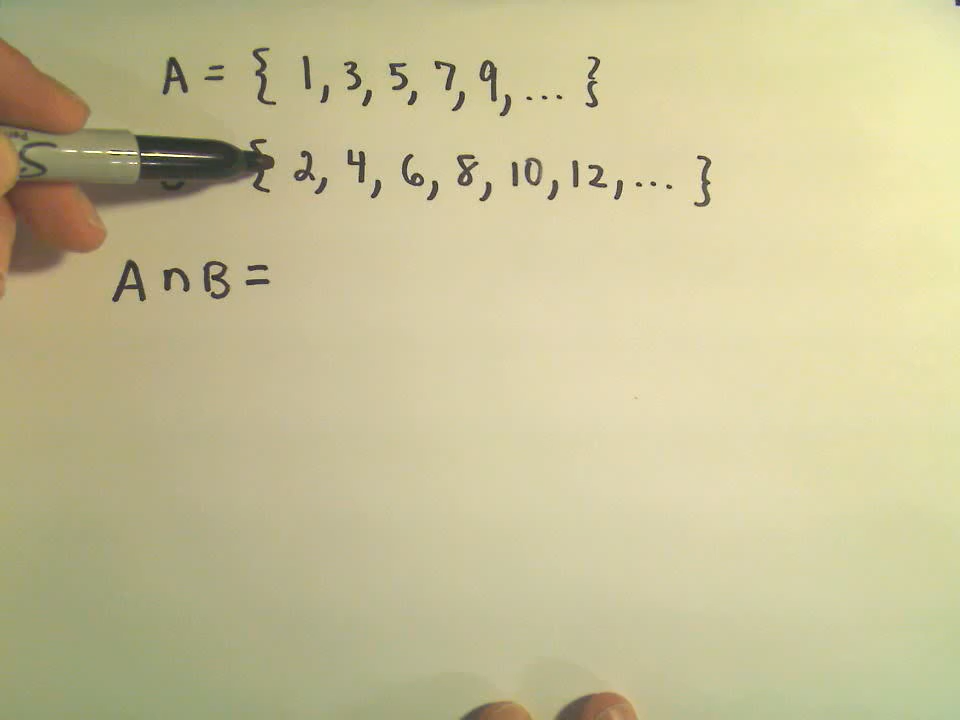 A = { 1, 3, 5, 7, 9, ... }
{ 2, 4, 6, 8, 10, 12, ... }
A ∩ B =